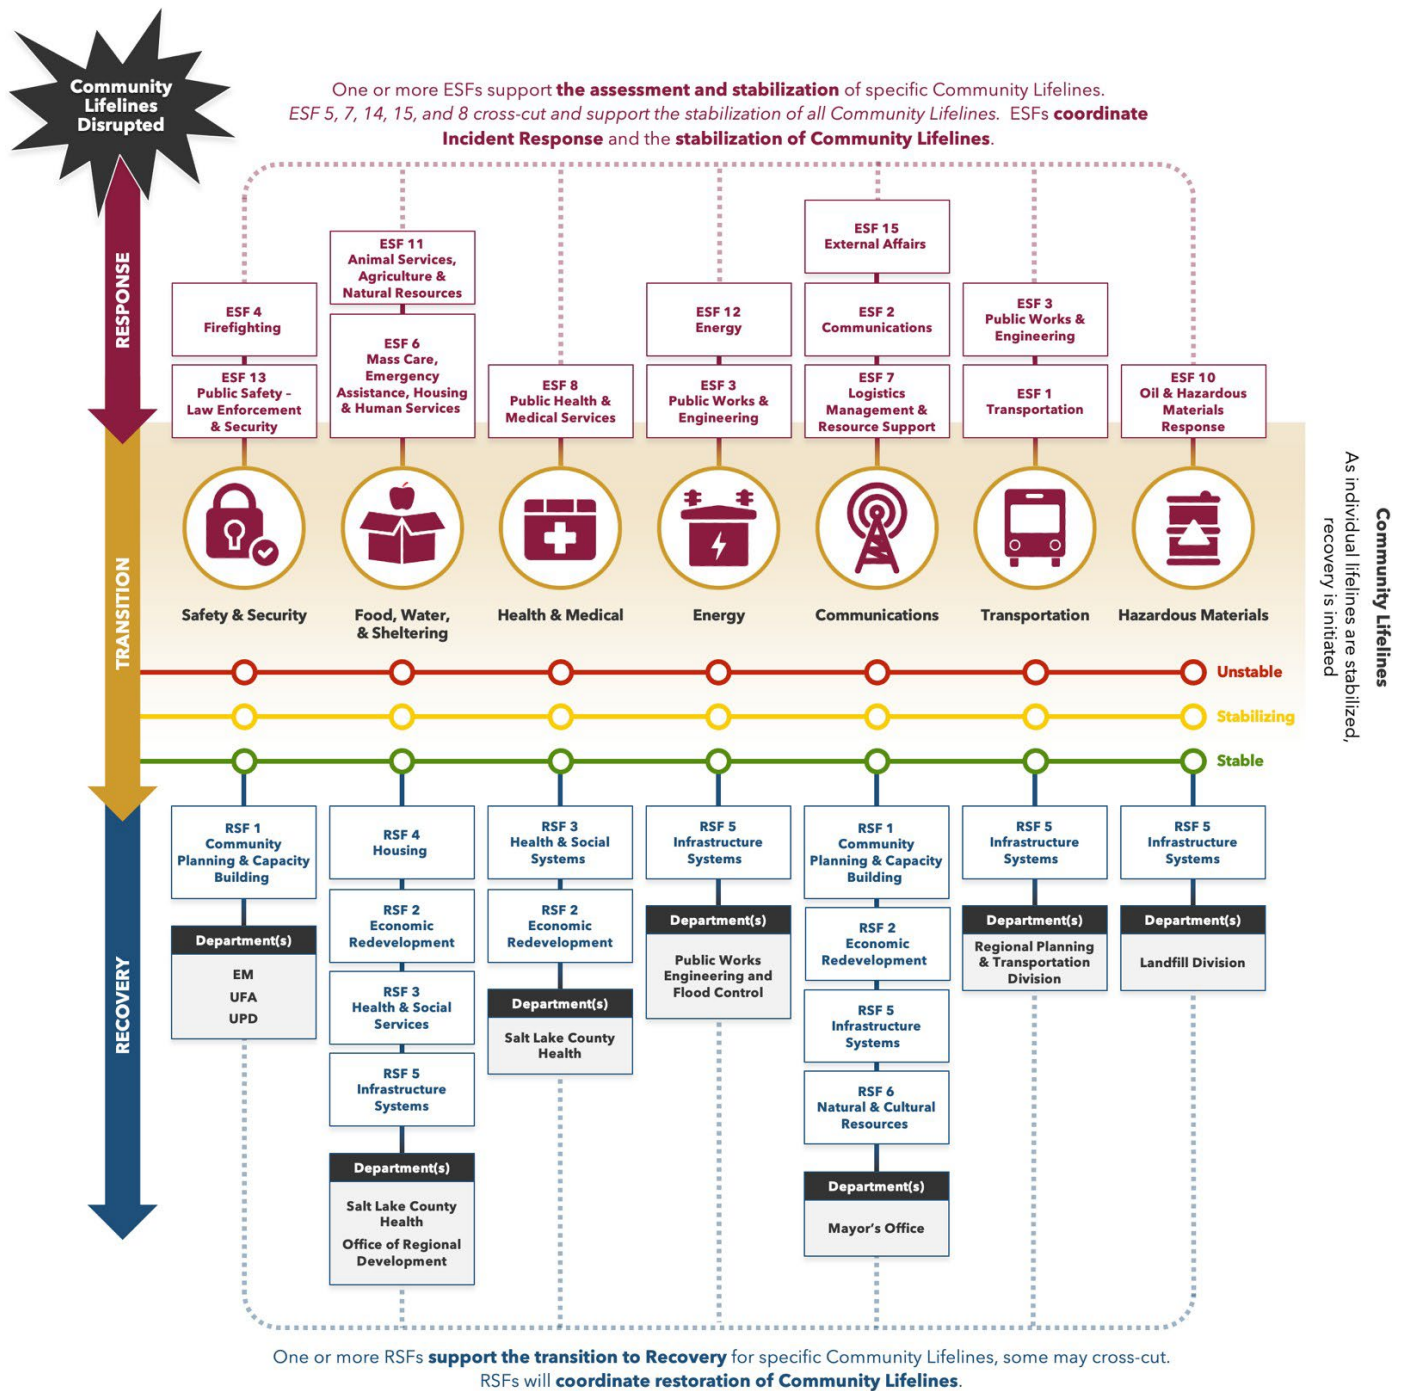 Community
Lifelines
Disrupted
One or more ESFs support the assessment and stabilization of specific Community Lifelines.
ESF 5, 7, 14, 15, and 8 cross-cut and support the stabilization of all Community Lifelines. ESFs coordinate
Incident Response and the stabilization of Community Lifelines.
RESPONSE
ESF 4
Firefighting
ESF 13
Public Safety –
Law Enforcement
& Security
ESF 11
Animal Services,
Agriculture &
Natural Resources
ESF 6
Mass Care,
Emergency
Assistance, Housing
& Human Services
ESF 8
Public Health &
Medical Services
ESF 12
Energy
ESF 3
Public Works &
Engineering
ESF 15
External Affairs
ESF 2
Communications
ESF 7
Logistics
Management &
Resource Support
ESF 3
Public Works &
Engineering
ESF 1
Transportation
ESF 10
Oil & Hazardous
Materials
Response
TRANSITION
Safety & Security
Food, Water,
& Sheltering
Health & Medical
Energy
Communications
Transportation
Hazardous Materials
Unstable
Stabilizing
Stable
Community Lifelines
As individual lifelines are stabilized,
recovery is initiated
RECOVERY
RSF 1
Community
Planning & Capacity
Building
Department(s)
EM
UFA
UPD
RSF 4
Housing
RSF 2
Economic
Redevelopment
RSF 3
Health & Social
Services
RSF 5
Infrastructure
Systems
Department(s)
Salt Lake County
Health
Office of Regional
Development
RSF 3
Health & Social
Systems
RSF 2
Economic
Redevelopment
Department(s)
Salt Lake County
Health
RSF 5
Infrastructure
Systems
Department(s)
Public Works
Engineering and
Flood Control
RSF 1
Community
Planning & Capacity
Building
RSF 2
Economic
Redevelopment
RSF 5
Infrastructure
Systems
RSF 6
Natural & Cultural
Resources
Department(s)
Mayor's Office
RSF 5
Infrastructure
Systems
Department(s)
Regional Planning
& Transportation
Division
RSF 5
Infrastructure
Systems
Department(s)
Landfill Division
One or more RSFs support the transition to Recovery for specific Community Lifelines, some may cross-cut.
RSFs will coordinate restoration of Community Lifelines.